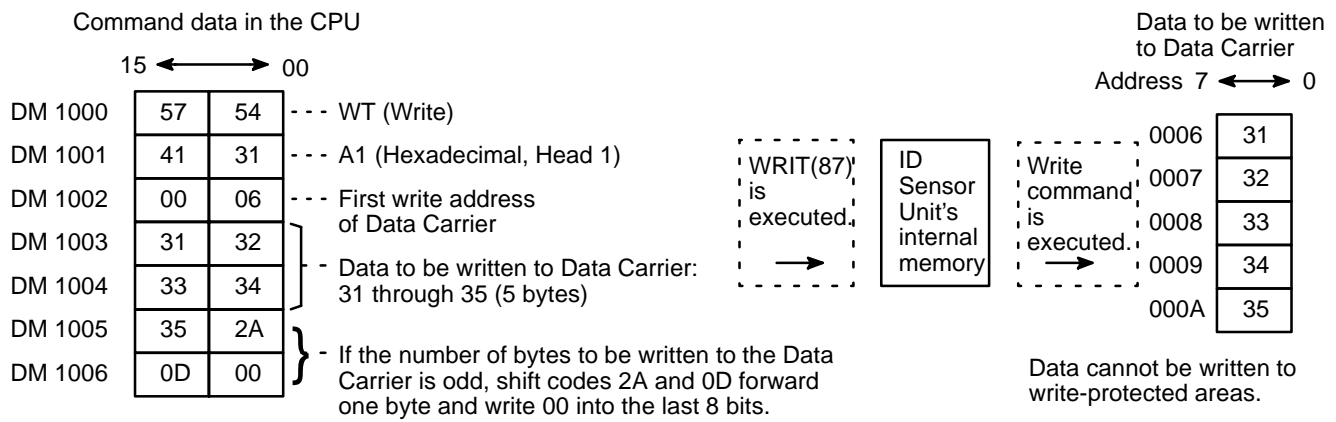 Command data in the CPU
15 00
DM 1000 57 54 WT (Write)
DM 1001 41 31 A1 (Hexadecimal, Head 1)
DM 1002 00 06 First write address
of Data Carrier
DM 1003 31 32
DM 1004 33 34
Data to be written to Data Carrier:
31 through 35 (5 bytes)
DM 1005 35 2A
DM 1006 0D 00
If the number of bytes to be written to the Data
Carrier is odd, shift codes 2A and 0D forward
one byte and write 00 into the last 8 bits.
WRIT(87)
is
executed.
ID
Sensor
Unit's
internal
memory
Write
command
is
executed.
Data to be written
to Data Carrier
Address 7 0
0006 31
0007 32
0008 33
0009 34
000A 35
Data cannot be written to
write-protected areas.